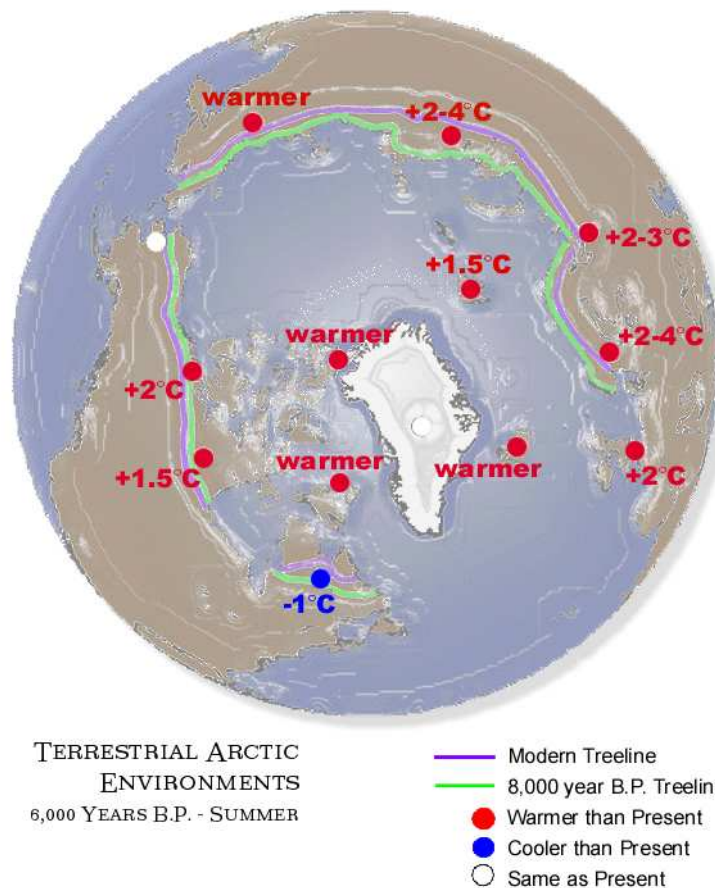 warmer
+2-4°C
+2-3°C
+1.5°C
warmer
+2-4°C
+2°C
+1.5°C
warmer
warmer
+2°C
-1°C
TERRESTRIAL ARCTIC
ENVIRONMENTS
6,000 YEARS B.P. - SUMMER
Modern Treeline
8,000 year B.P. Treelin
Warmer than Present
Cooler than Present
Same as Present